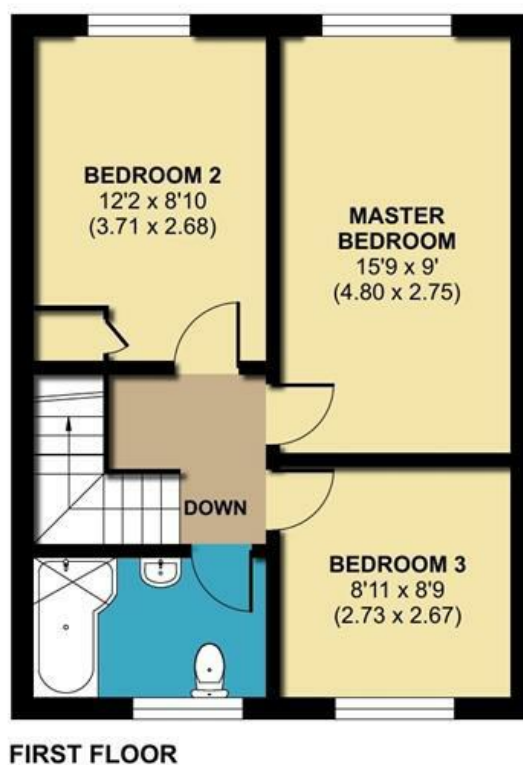 BEDROOM 2
12'2 x 8'10
(3.71 x 2.68)
MASTER
BEDROOM
15'9 x 9'
(4.80 x 2.75)
DOWN
BEDROOM 3
8'11 x 8'9
(2.73 x 2.67)
FIRST FLOOR